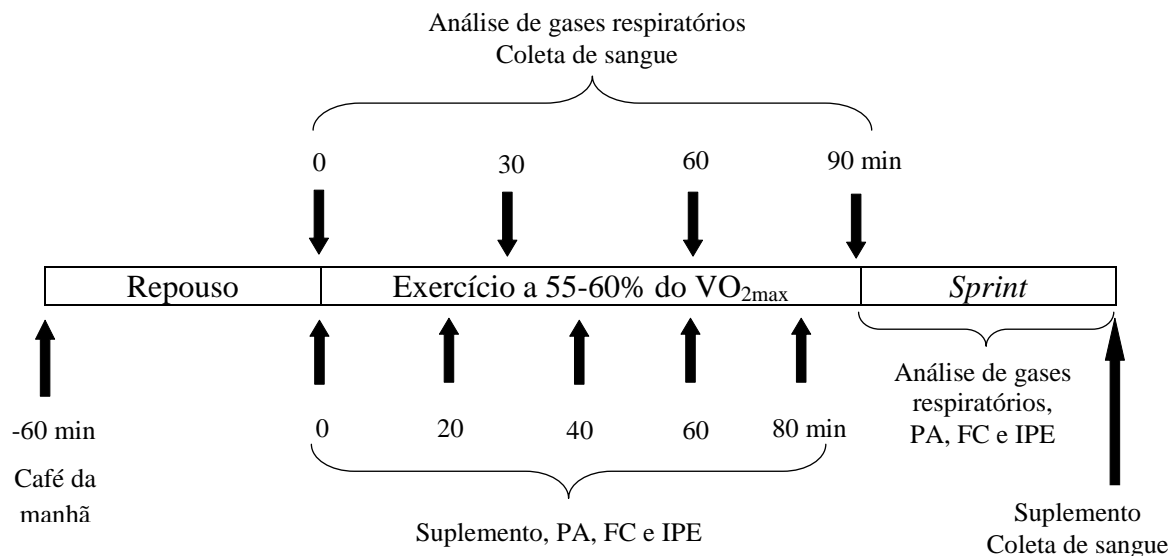 Análise de gases respiratórios
Coleta de sangue
0 30 60 90 min
Repouso Exercício a 55-60% do VO2max Sprint
-60 min 0 20 40 60 80 min
Café da
manhã
Suplemento, PA, FC e IPE
Análise de gases
respiratórios,
PA, FC e IPE
Suplemento
Coleta de sangue